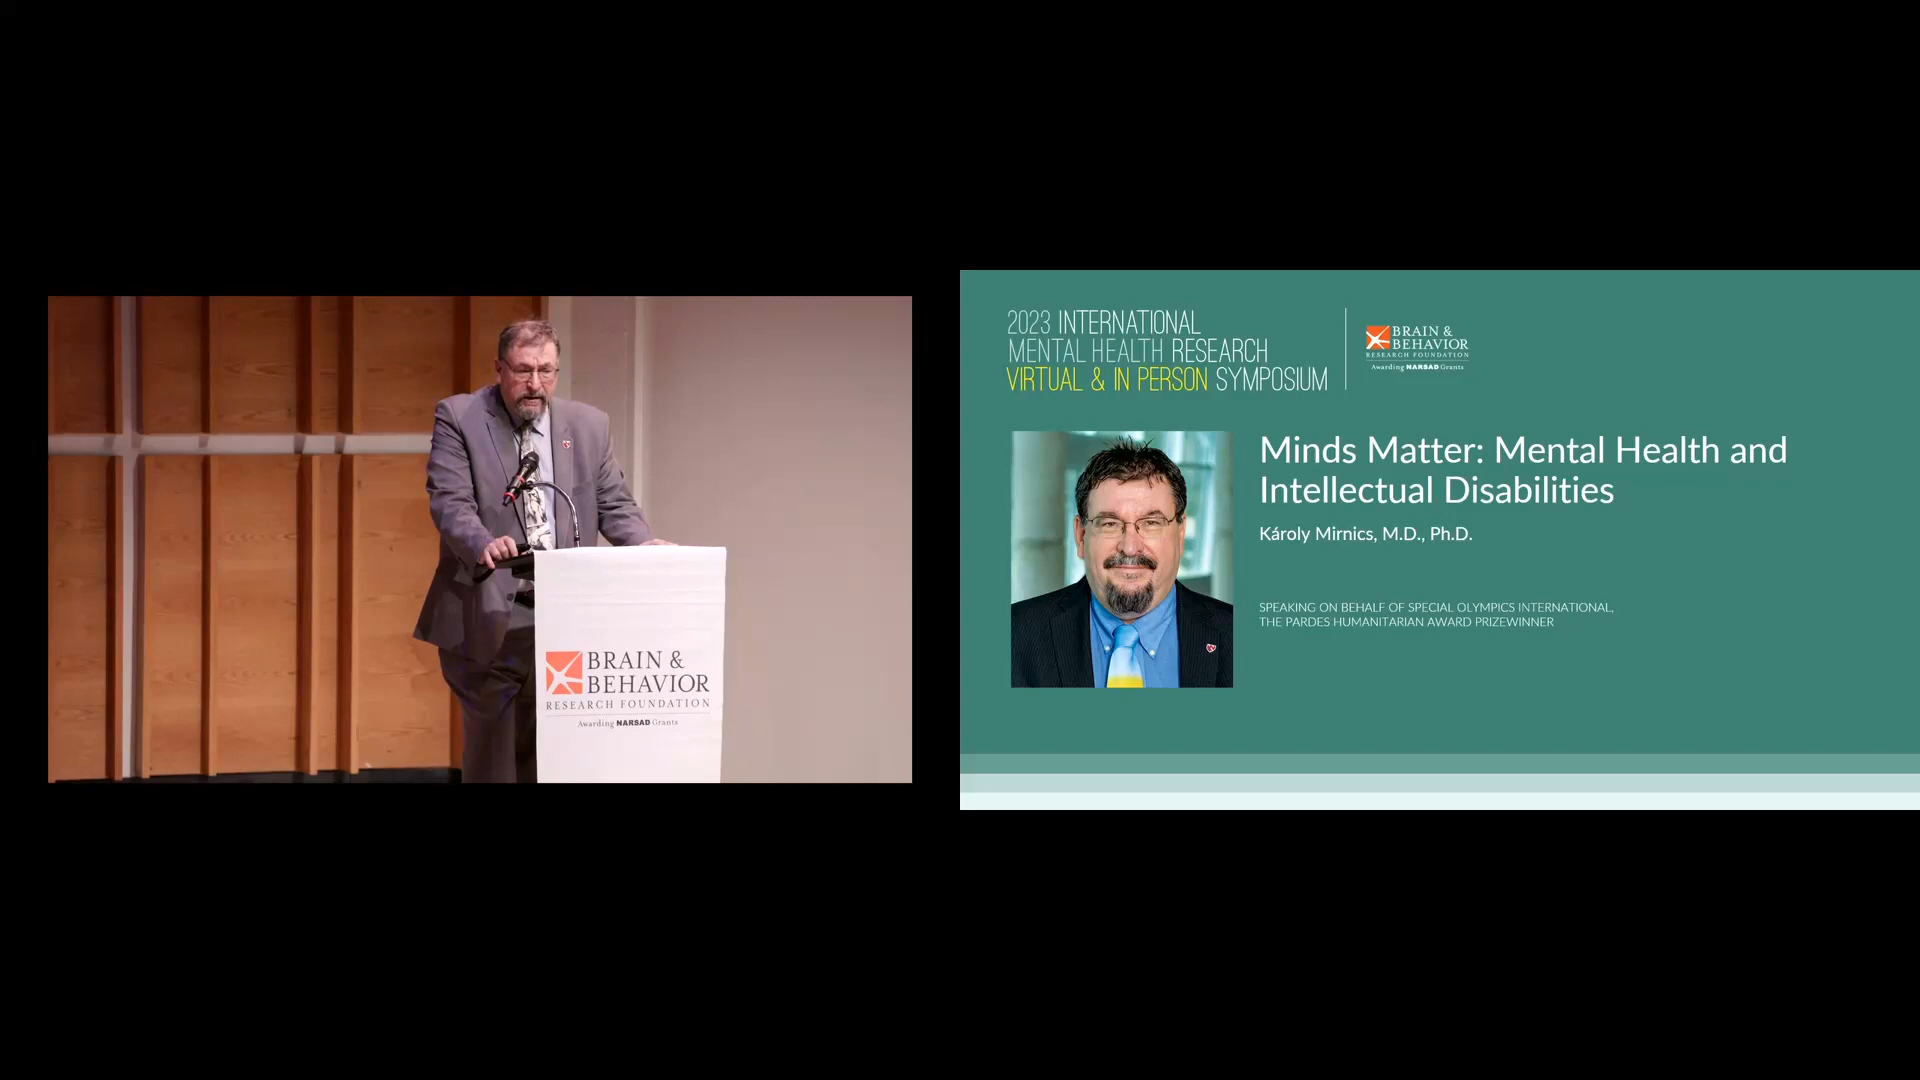 BRAIN &
BEHAVIOR
RESEARCH FOUNDATION
Awarding NARSAD Grants
2023 INTERNATIONAL
MENTAL HEALTH RESEARCH
VIRTUAL & IN PERSON SYMPOSIUM
BRAIN &
BEHAVIOR
RESEARCH FOUNDATION
Awarding NARSAD Grants
Minds Matter: Mental Health and
Intellectual Disabilities
Károly Mirnics, M.D., Ph.D.
SPEAKING ON BEHALF OF SPECIAL OLYMPICS INTERNATIONAL,
THE PARDES HUMANITARIAN AWARD PRIZEWINNER